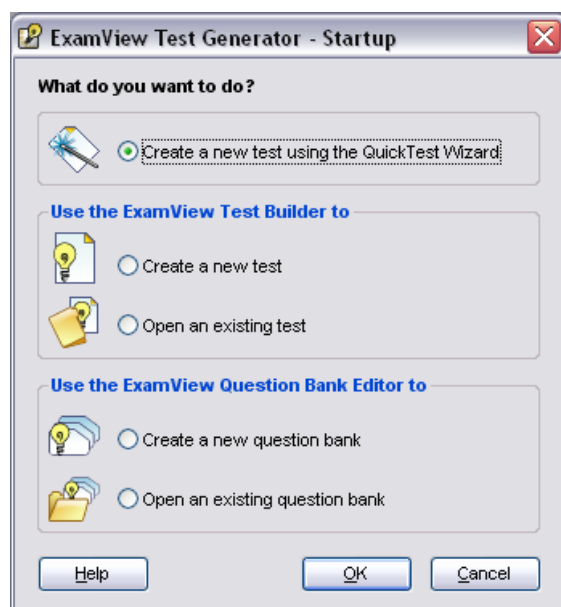 ExamView Test Generator - Startup
What do you want to do?
Create a new test using the QuickTest Wizard
Use the ExamView Test Builder to
Create a new test
Open an existing test
Use the ExamView Question Bank Editor to
Create a new question bank
Open an existing question bank
Help OK Cancel